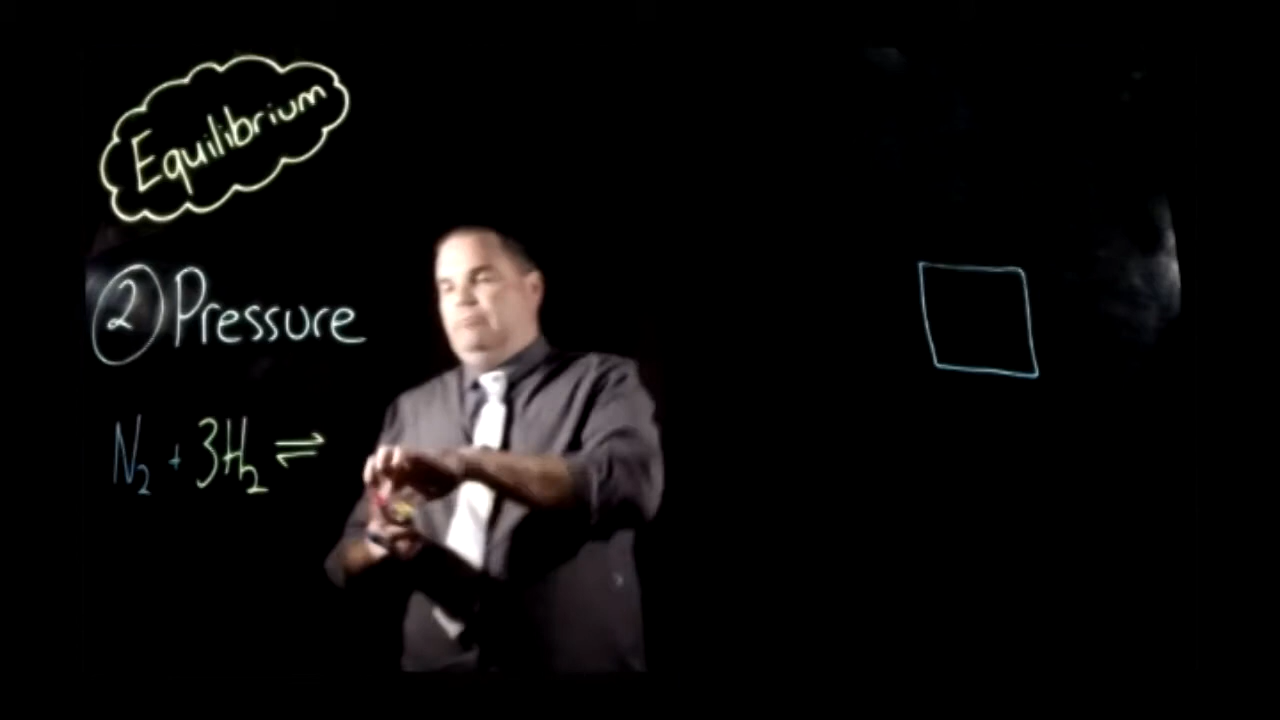 Equilibrium
2 Pressure
N₂ + 3H₂ ⇌